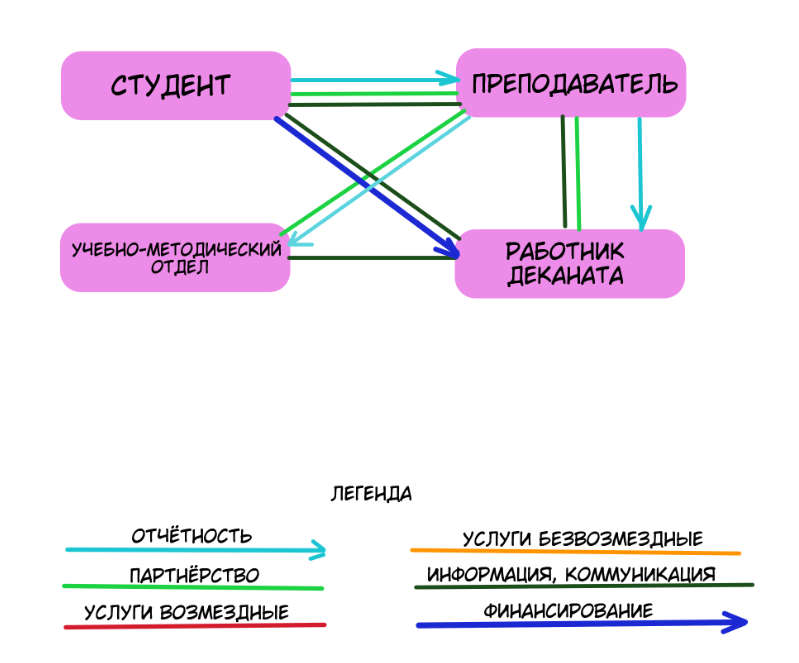 СТУДЕНТ
ПРЕПОДАВАТЕЛЬ
УЧЕБНО-МЕТОДИЧЕСКИЙ
ОТДЕЛ
РАБОТНИК
ДЕКАНАТА
ЛЕГЕНДА
ОТЧЁТНОСТЬ
УСЛУГИ БЕЗВОЗМЕЗДНЫЕ
ПАРТНЁРСТВО
ИНФОРМАЦИЯ, КОММУНИКАЦИЯ
УСЛУГИ ВОЗМЕЗДНЫЕ
ФИНАНСИРОВАНИЕ